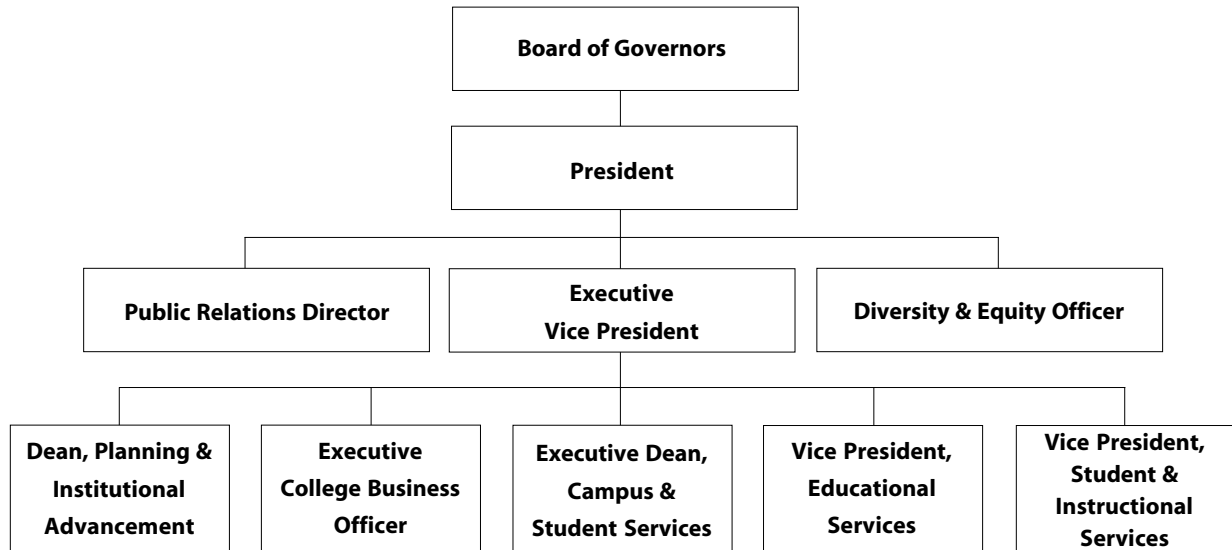 Board of Governors
President
Public Relations Director
Executive
Vice President
Diversity & Equity Officer
Dean, Planning &
Institutional
Advancement
Executive
College Business
Officer
Executive Dean,
Campus &
Student Services
Vice President,
Educational
Services
Vice President,
Student &
Instructional
Services